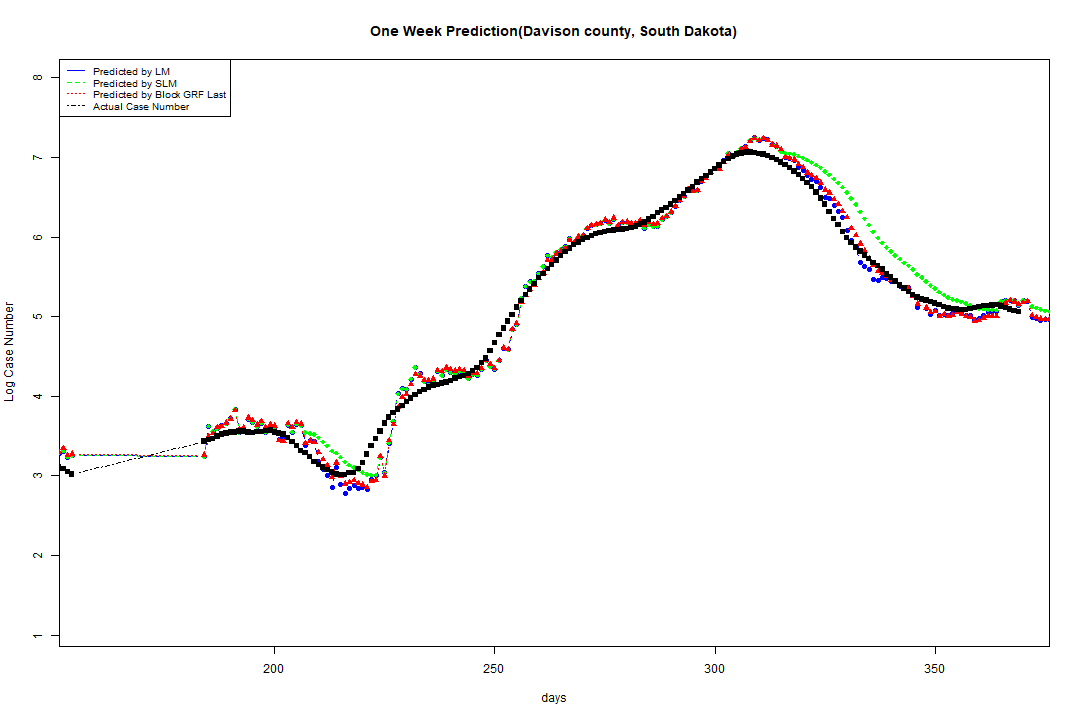 One Week Prediction(Davison county, South Dakota)
Predicted by LM
Predicted by SLM
Predicted by Block GRF Last
Actual Case Number
8
7
6
5
4
3
2
1
Log Case Number
200 250 300 350
days